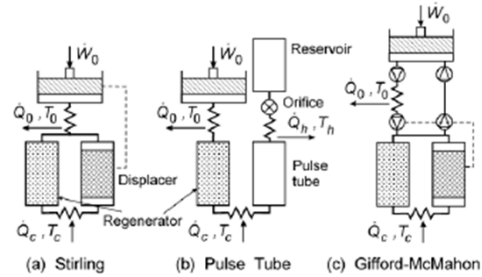 Ẇ₀
Q̇₀ , T₀
Displacer
Regenerator
Q̇c , Tc
(a) Stirling
Ẇ₀
Reservoir
Orifice
Q̇₀ , T₀
Q̇h , Th
Pulse
tube
Q̇c , Tc
(b) Pulse Tube
Ẇ₀
Q̇₀ , T₀
Q̇c , Tc
(c) Gifford-McMahon